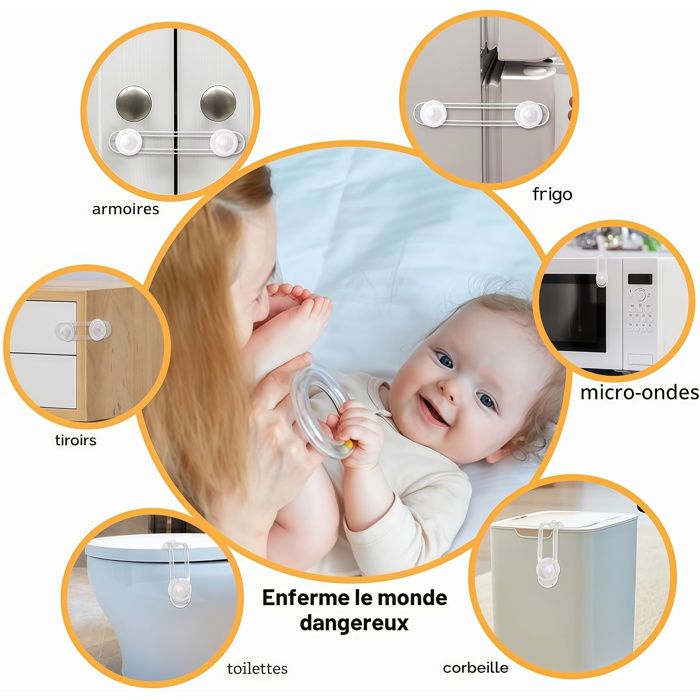 armoires
frigo
micro-ondes
tiroirs
Enferme le monde
dangereux
toilettes
corbeille